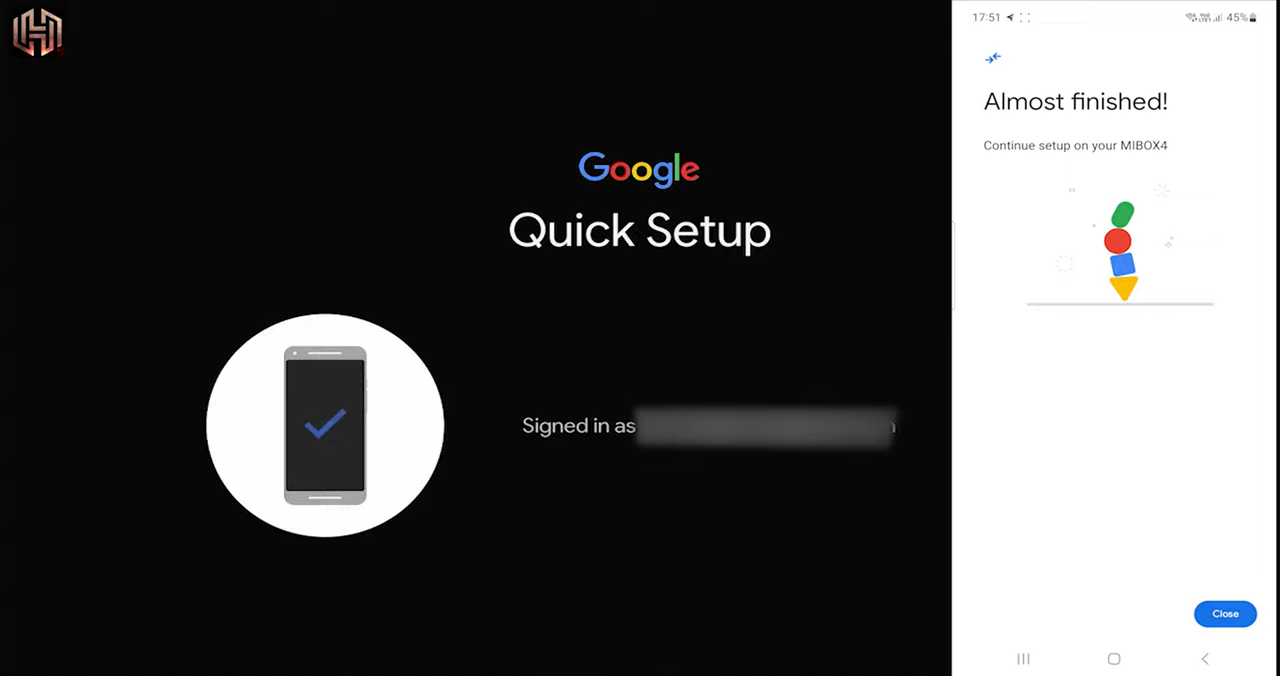 Google
Quick Setup
Signed in as
17:51
45%
Almost finished!
Continue setup on your MIBOX4
Close